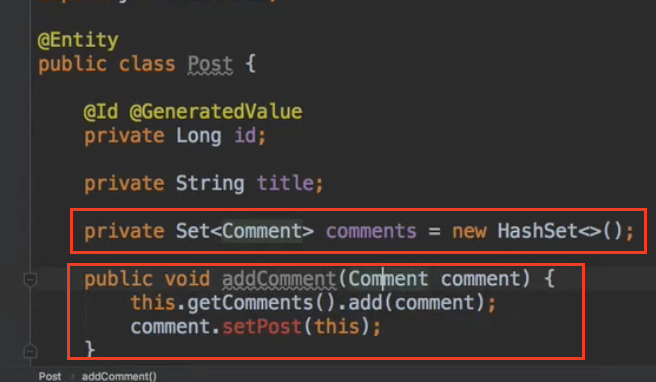 @Entity
public class Post {
@Id @GeneratedValue
private Long id;
private String title;
private Set<Comment> comments = new HashSet<>();
public void addComment(Comment comment) {
this.getComments().add(comment);
comment.setPost(this);
}
Post › addComment()